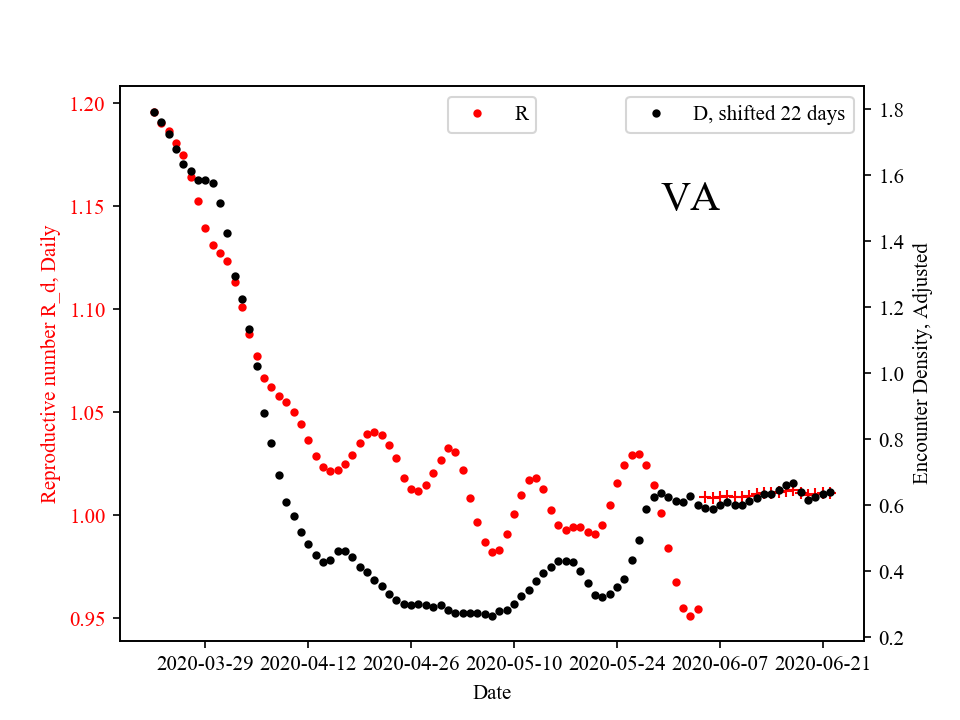 R
D, shifted 22 days
VA
Reproductive number R_d, Daily
1.20
1.15
1.10
1.05
1.00
0.95
1.8
1.6
1.4
1.2
1.0
0.8
0.6
0.4
0.2
Encounter Density, Adjusted
2020-03-29 2020-04-12 2020-04-26 2020-05-10 2020-05-24 2020-06-07 2020-06-21
Date